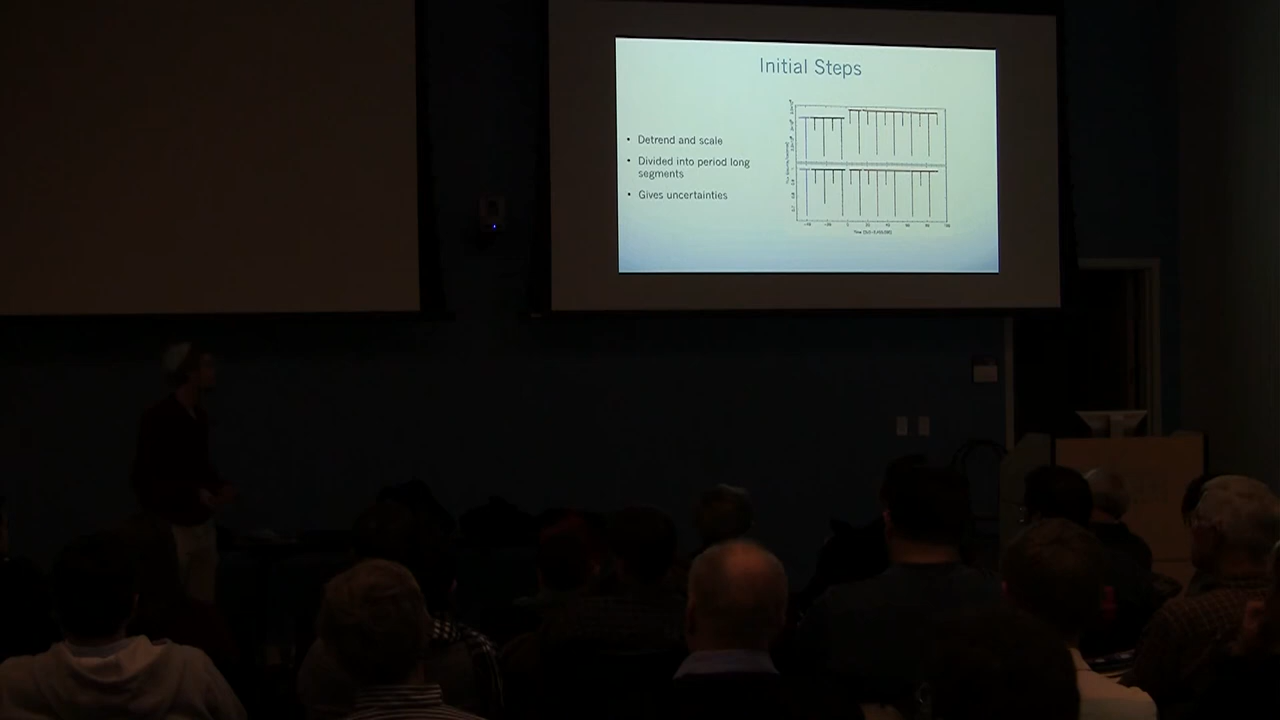 Initial Steps
• Detrend and scale
• Divided into period long
segments
• Gives uncertainties